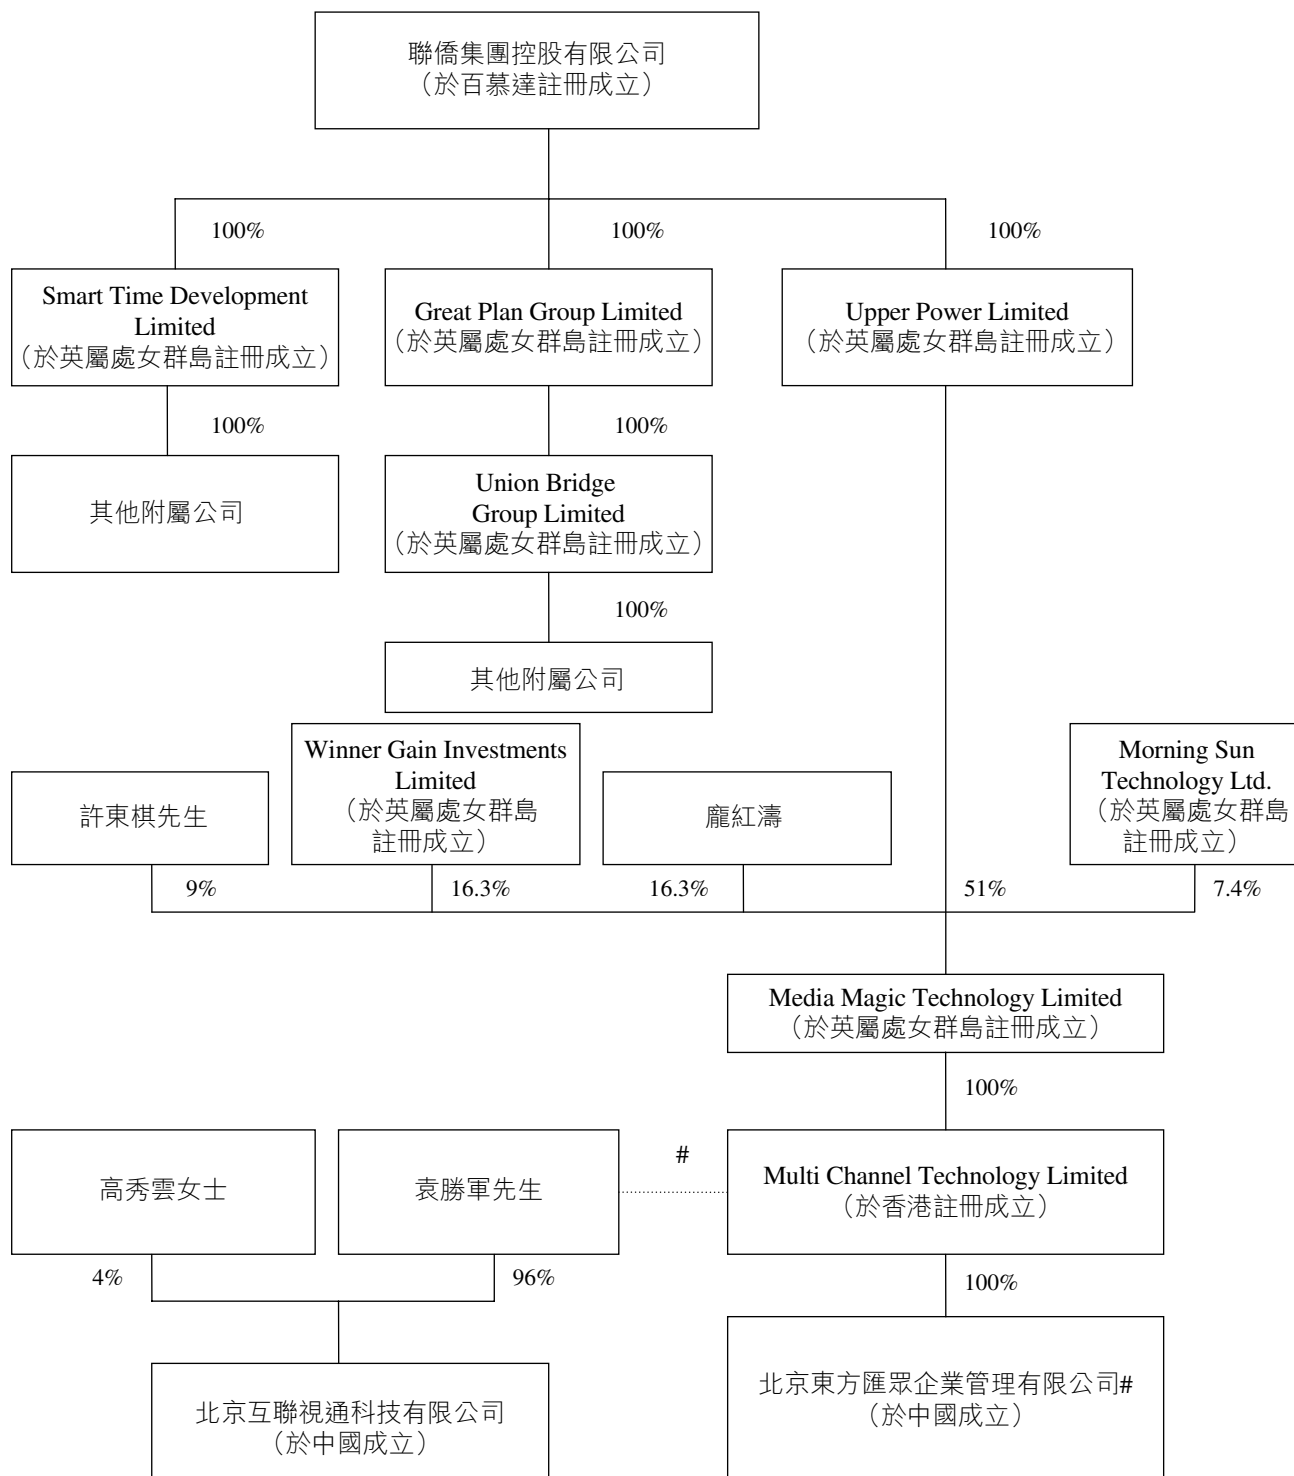 聯僑集團控股有限公司
（於百慕達註冊成立）
100%
100%
100%
Smart Time Development
Limited
（於英屬處女群島註冊成立）
Great Plan Group Limited
（於英屬處女群島註冊成立）
Upper Power Limited
（於英屬處女群島註冊成立）
100%
100%
其他附屬公司
Union Bridge
Group Limited
（於英屬處女群島註冊成立）
100%
其他附屬公司
許東棋先生
Winner Gain Investments
Limited
（於英屬處女群島
註冊成立）
龐紅濤
Morning Sun
Technology Ltd.
（於英屬處女群島
註冊成立）
9%
16.3%
16.3%
51%
7.4%
Media Magic Technology Limited
（於英屬處女群島註冊成立）
100%
高秀雲女士
袁勝軍先生
#
Multi Channel Technology Limited
（於香港註冊成立）
4%
96%
100%
北京互聯視通科技有限公司
（於中國成立）
北京東方匯眾企業管理有限公司#
（於中國成立）